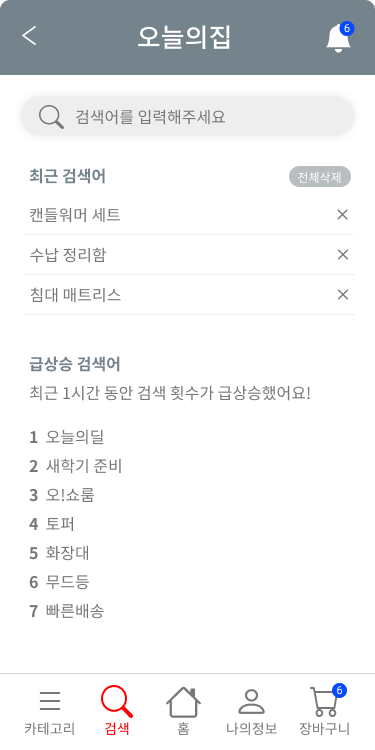 오늘의집
6
검색어를 입력해주세요
최근 검색어 전체삭제
캔들워머 세트
수납 정리함
침대 매트리스
급상승 검색어
최근 1시간 동안 검색 횟수가 급상승했어요!
1 오늘의딜
2 새학기 준비
3 오!쇼룸
4 토퍼
5 화장대
6 무드등
7 빠른배송
6
카테고리 검색 홈 나의정보 장바구니